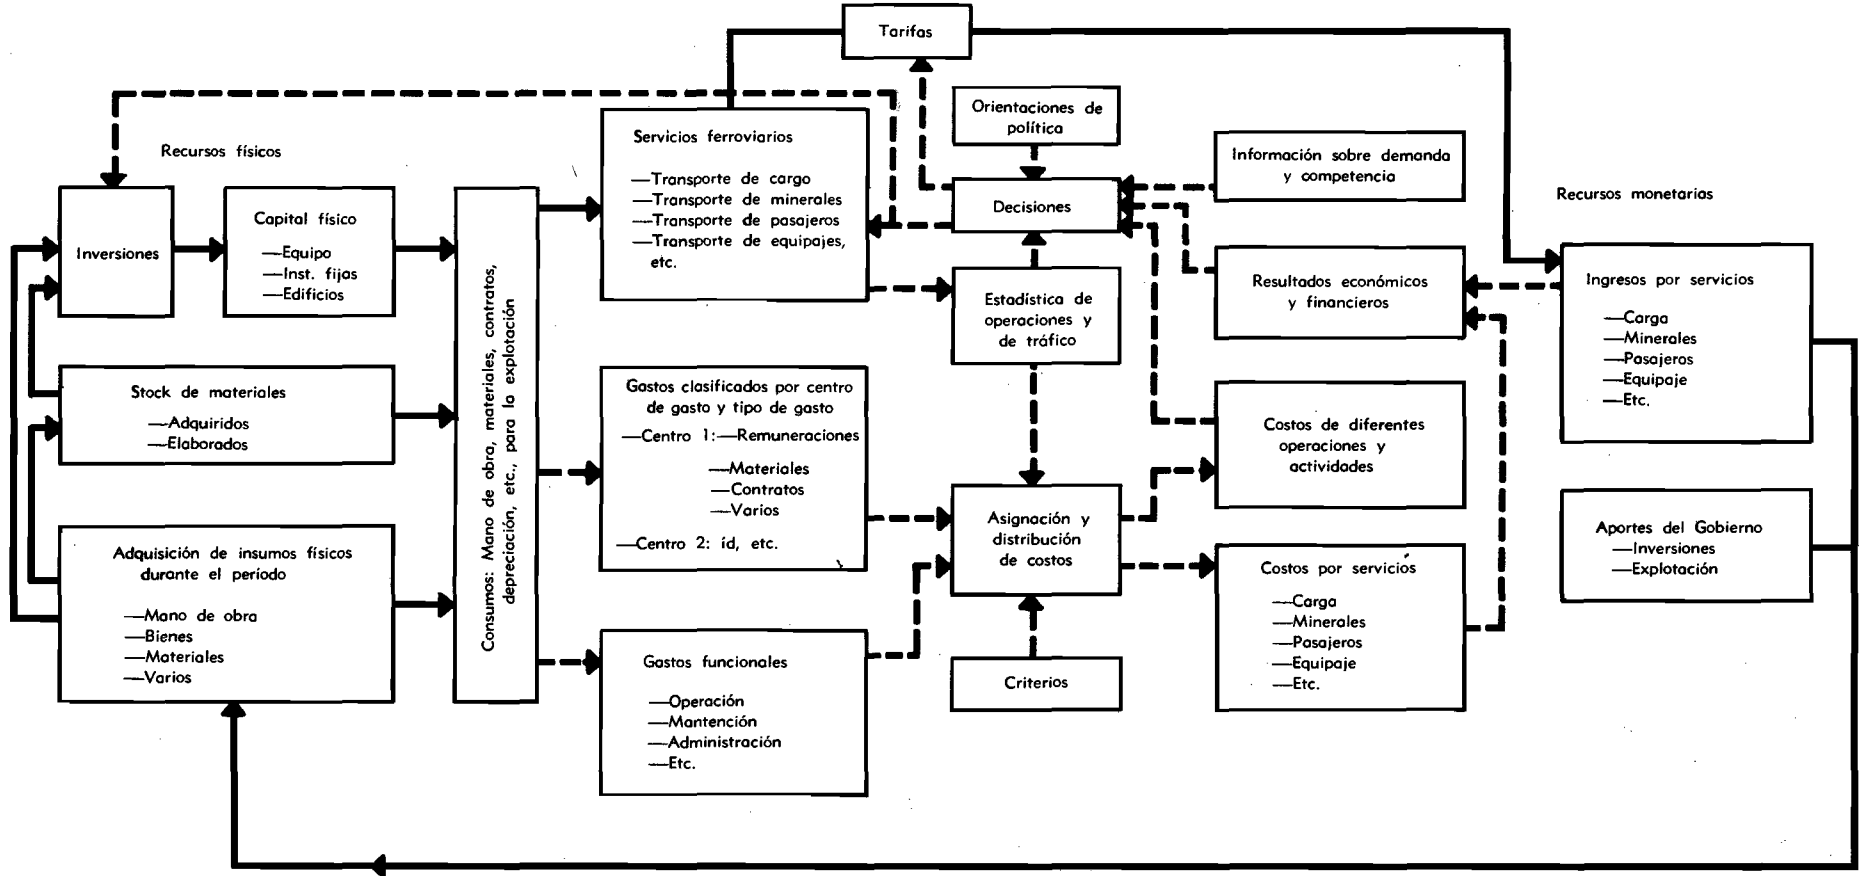 Tarifas
Recursos físicos
Inversiones
Capital físico
—Equipo
—Inst. fijas
—Edificios
Stock de materiales
—Adquiridos
—Elaborados
Adquisición de insumos físicos
durante el período
—Mano de obra
—Bienes
—Materiales
—Varios
Consumos: Mano de obra, materiales, contratos,
depreciación, etc., para la explotación
Servicios ferroviarios
—Transporte de cargo
—Transporte de minerales
—Transporte de pasajeros
—Transporte de equipajes,
etc.
Gastos clasificados por centro
de gasto y tipo de gasto
—Centro 1:—Remuneraciones
—Materiales
—Contratos
—Varios
—Centro 2: íd, etc.
Gastos funcionales
—Operación
—Mantención
—Administración
—Etc.
Orientaciones de
política
Decisiones
Estadística de
operaciones y
de tráfico
Asignación y
distribución
de costos
Criterios
Información sobre demanda
y competencia
Resultados económicos
y financieros
Costos de diferentes
operaciones y
actividades
Costos por servicios
—Carga
—Minerales
—Pasajeros
—Equipaje
—Etc.
Recursos monetarios
Ingresos por servicios
—Carga
—Minerales
—Pasajeros
—Equipaje
—Etc.
Aportes del Gobierno
—Inversiones
—Explotación